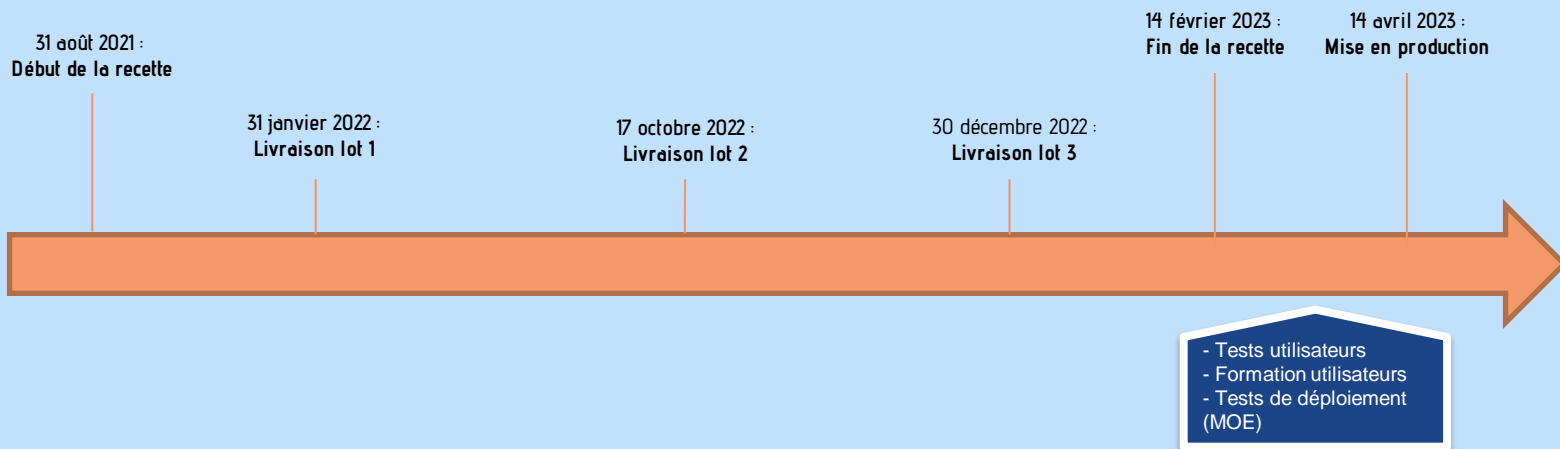 31 août 2021 :
Début de la recette
31 janvier 2022 :
Livraison lot 1
17 octobre 2022 :
Livraison lot 2
30 décembre 2022 :
Livraison lot 3
14 février 2023 :
Fin de la recette
14 avril 2023 :
Mise en production
- Tests utilisateurs
- Formation utilisateurs
- Tests de déploiement
(MOE)